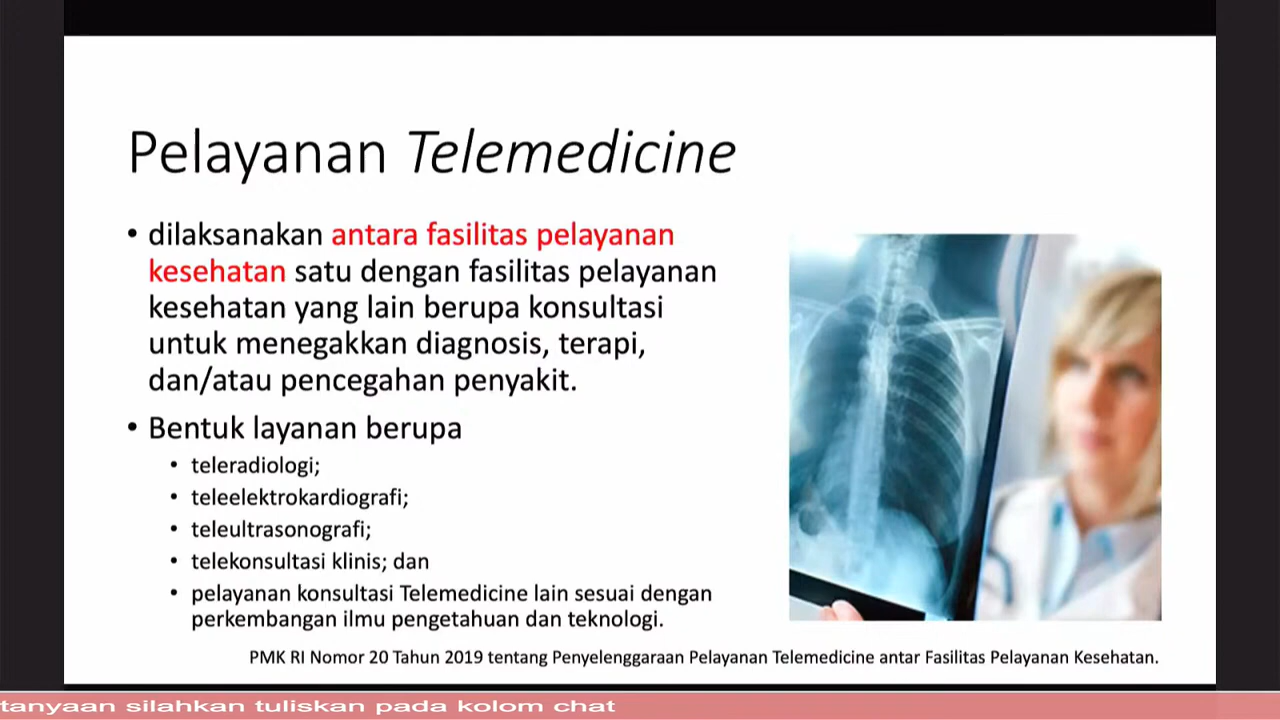 Pelayanan Telemedicine
• dilaksanakan antara fasilitas pelayanan
kesehatan satu dengan fasilitas pelayanan
kesehatan yang lain berupa konsultasi
untuk menegakkan diagnosis, terapi,
dan/atau pencegahan penyakit.
• Bentuk layanan berupa
• teleradiologi;
• teleelektrokardiografi;
• teleultrasonografi;
• telekonsultasi klinis; dan
• pelayanan konsultasi Telemedicine lain sesuai dengan
perkembangan ilmu pengetahuan dan teknologi.
PMK RI Nomor 20 Tahun 2019 tentang Penyelenggaraan Pelayanan Telemedicine antar Fasilitas Pelayanan Kesehatan.
tanyaan silahkan tuliskan pada kolom chat